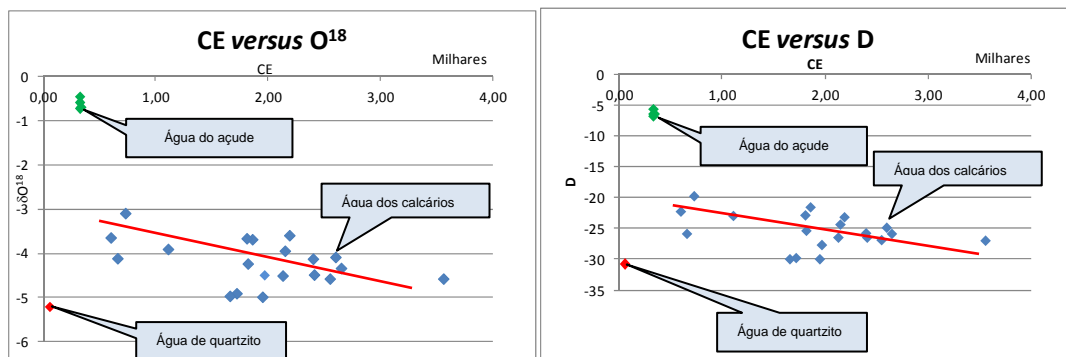 CE versus O18
CE
Milhares
0
0,00 1,00 2,00 3,00 4,00
-1
-2
-3
-4
-5
-6
δO18
Água do açude
Água dos calcários
Água de quartzito
CE versus D
CE
Milhares
0
0,00 1,00 2,00 3,00 4,00
-5
-10
-15
-20
-25
-30
-35
D
Água do açude
Água dos calcários
Água de quartzito